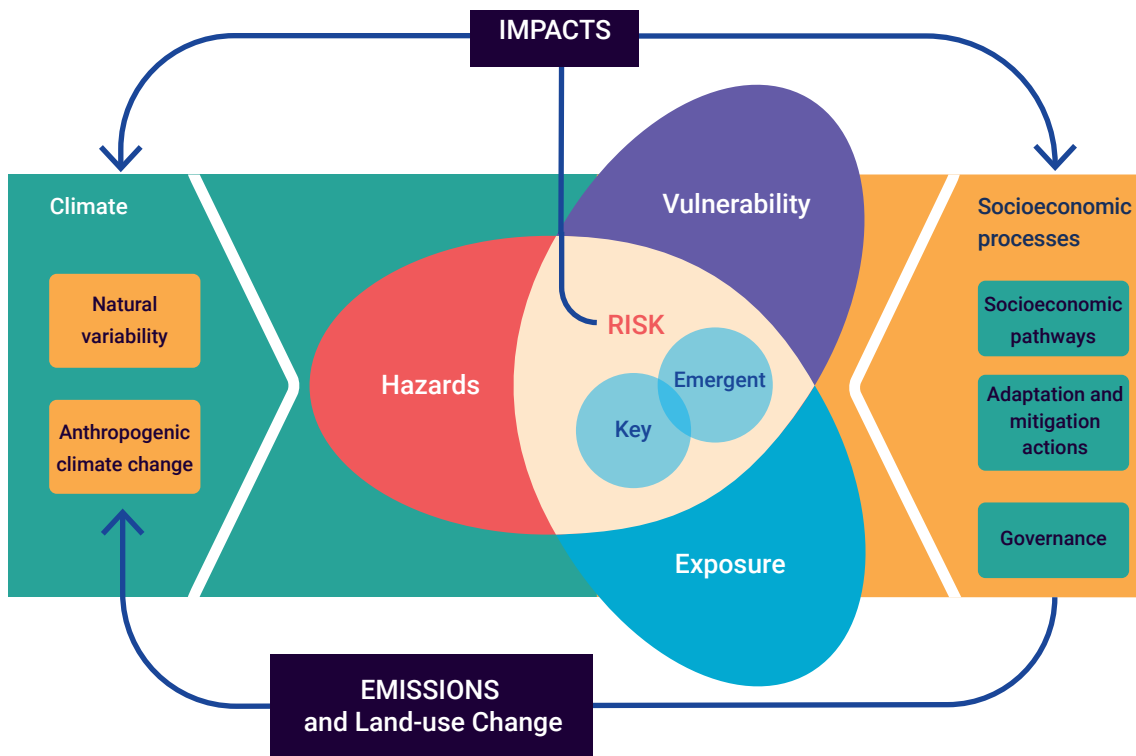 IMPACTS
Climate
Natural
variability
Anthropogenic
climate change
Hazards
Vulnerability
RISK
Emergent
Key
Exposure
Socioeconomic
processes
Socioeconomic
pathways
Adaptation and
mitigation
actions
Governance
EMISSIONS
and Land-use Change